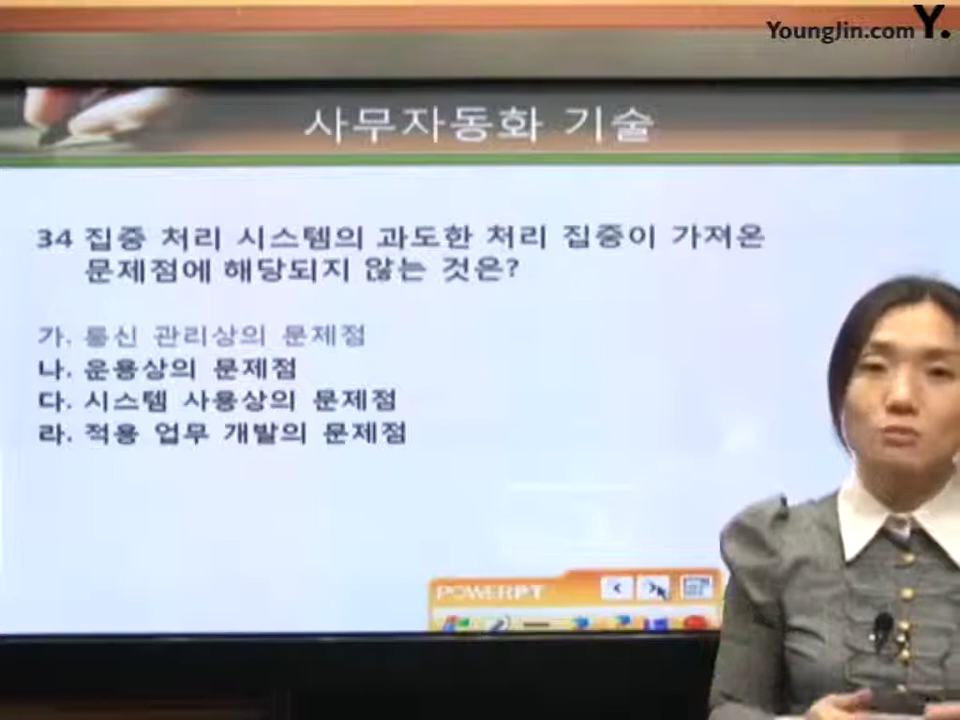 YoungJin.com Y.
사무자동화 기술
34 집중 처리 시스템의 과도한 처리 집중이 가져온
문제점에 해당되지 않는 것은?
가. 통신 관리상의 문제점
나. 운용상의 문제점
다. 시스템 사용상의 문제점
라. 적용 업무 개발의 문제점
POWERPT